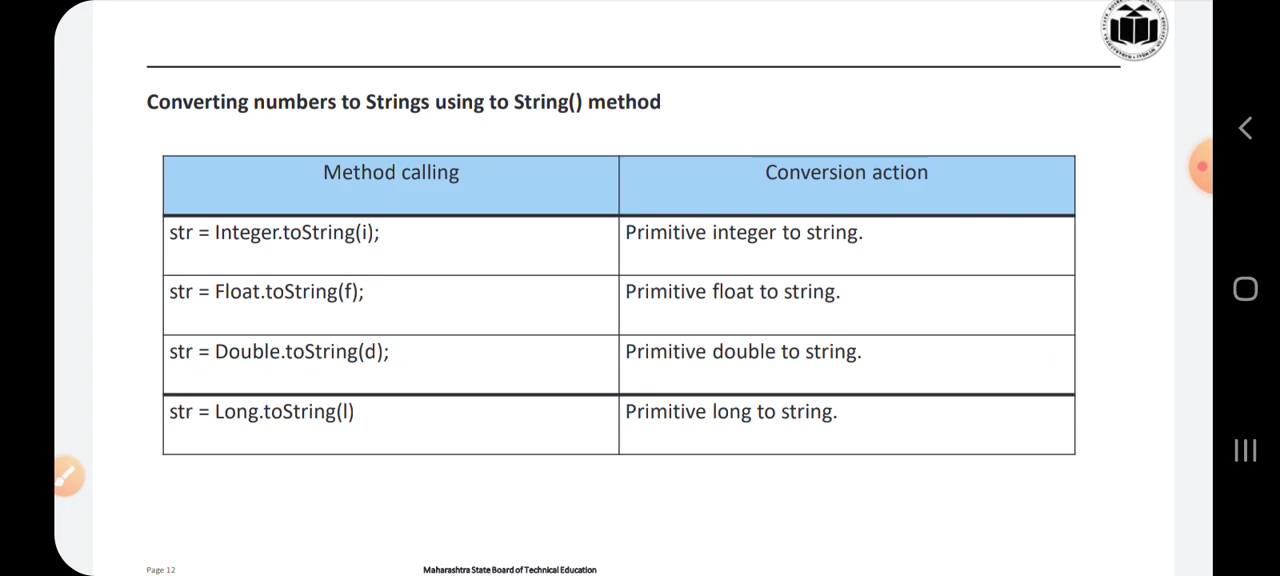 Converting numbers to Strings using to String() method
Method calling
Conversion action
str = Integer.toString(i);
Primitive integer to string.
str = Float.toString(f);
Primitive float to string.
str = Double.toString(d);
Primitive double to string.
str = Long.toString(l)
Primitive long to string.
Page 12
Maharashtra State Board of Technical Education